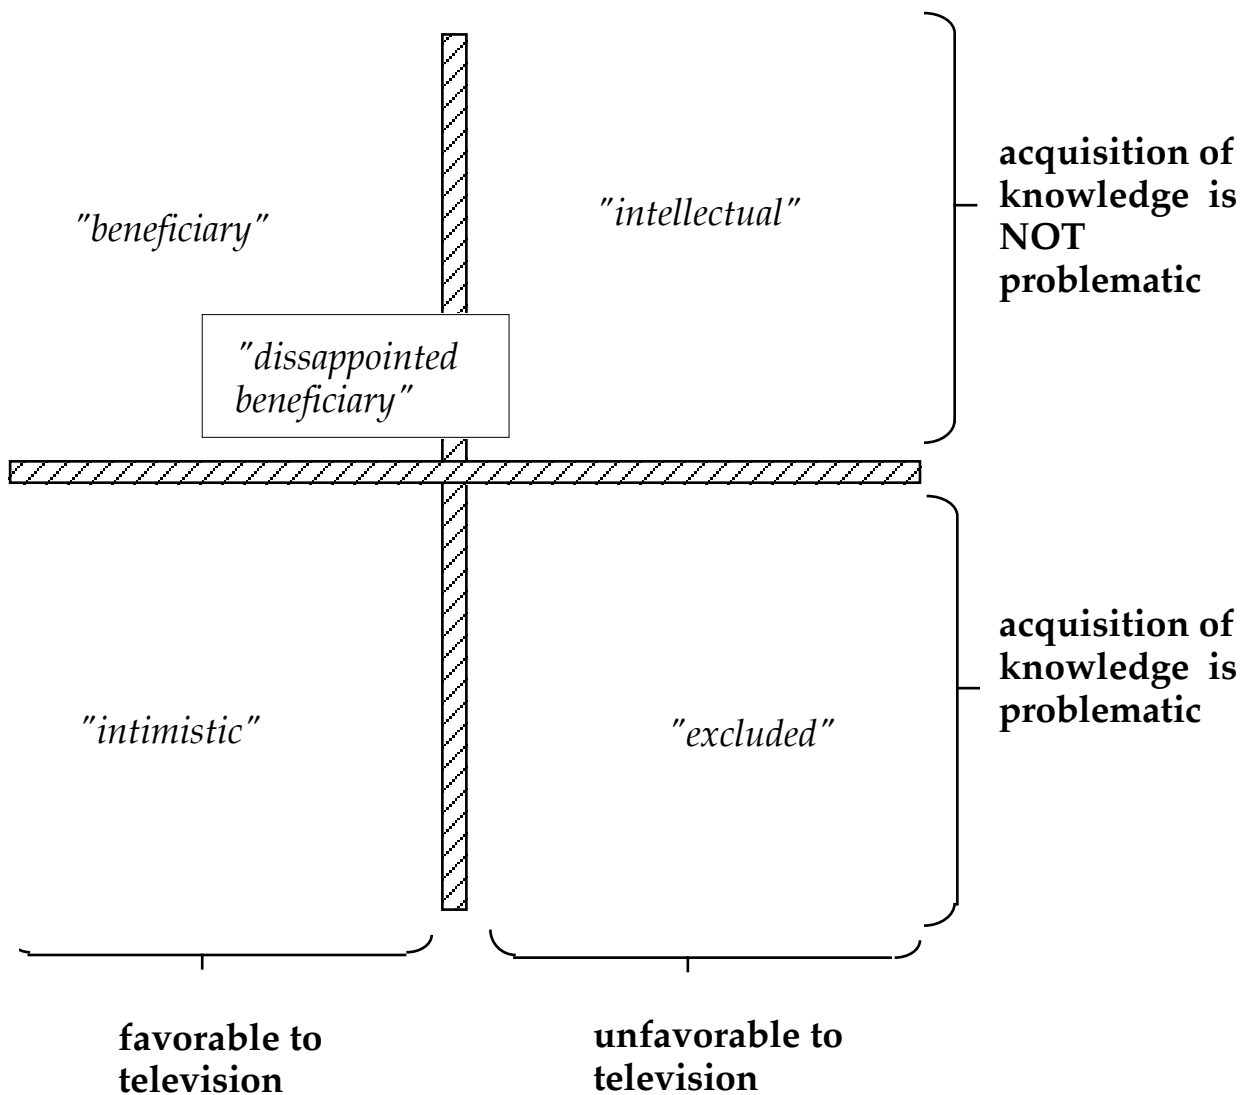 "beneficiary"
"intellectual"
acquisition of
knowledge is
NOT
problematic
"dissappointed
beneficiary"
"intimistic"
"excluded"
acquisition of
knowledge is
problematic
favorable to
television
unfavorable to
television